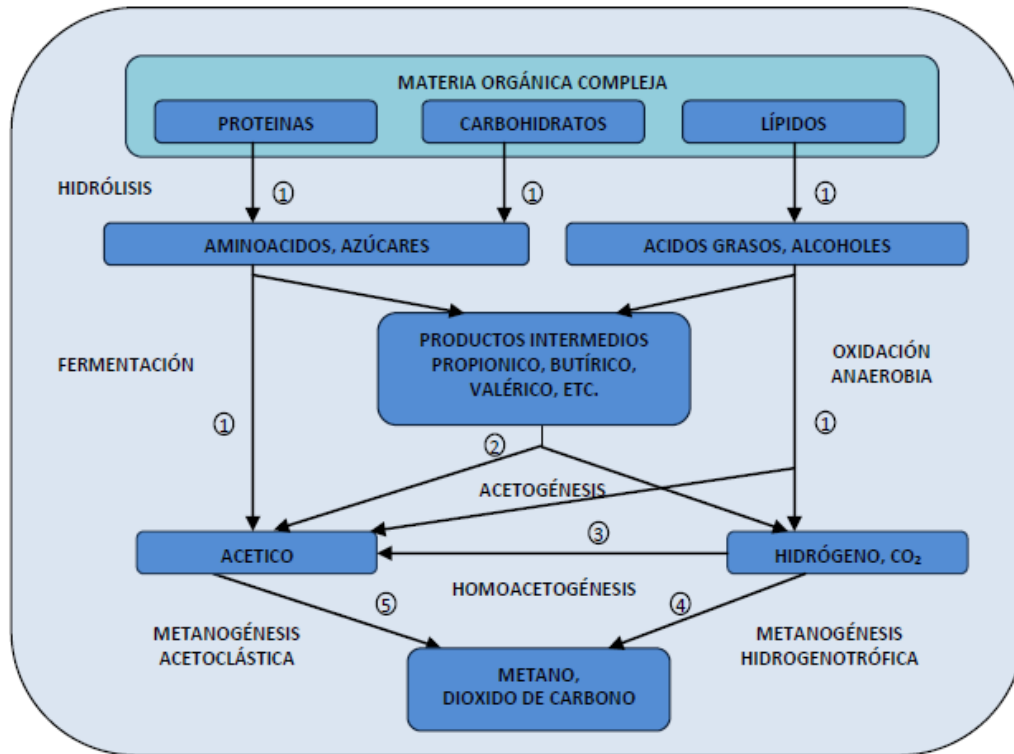 MATERIA ORGÁNICA COMPLEJA
PROTEINAS
CARBOHIDRATOS
LÍPIDOS
HIDRÓLISIS
1
1
1
AMINOACIDOS, AZÚCARES
ACIDOS GRASOS, ALCOHOLES
PRODUCTOS INTERMEDIOS
PROPIONICO, BUTÍRICO,
VALÉRICO, ETC.
FERMENTACIÓN
OXIDACIÓN
ANAEROBIA
1
1
2
ACETOGÉNESIS
ACETICO
3
HIDRÓGENO, CO₂
HOMOACETOGÉNESIS
5
4
METANOGÉNESIS
ACETOCLÁSTICA
METANOGÉNESIS
HIDROGENOTRÓFICA
METANO,
DIOXIDO DE CARBONO